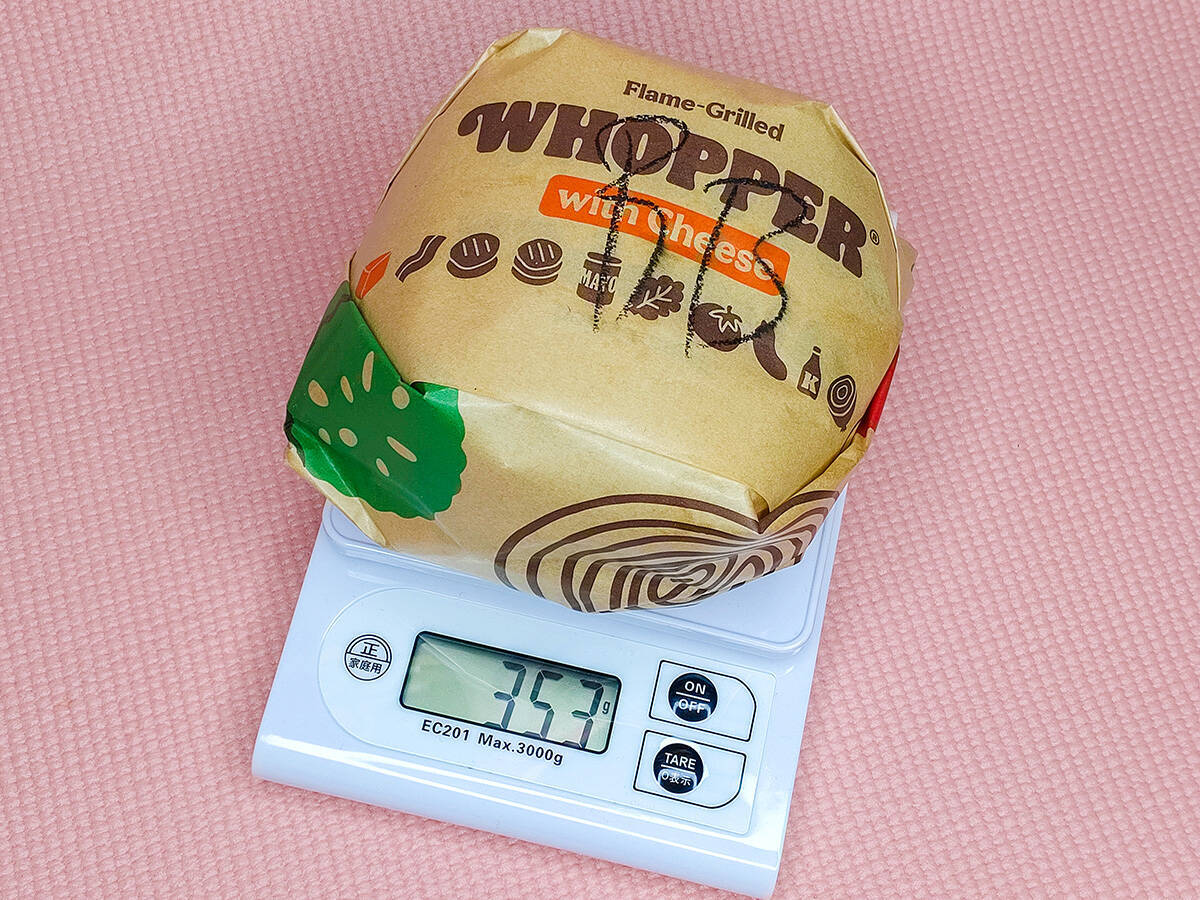 Flame-Grilled
WHOPPER®
with Cheese
MAYO
K
正
家庭用
353g
EC201 Max.3000g
ON
OFF
TARE
0表示